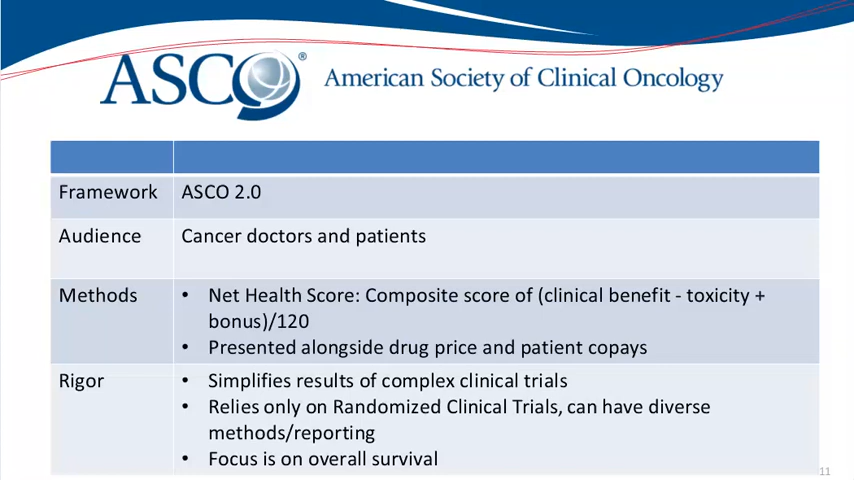 ASCO® American Society of Clinical Oncology
Framework ASCO 2.0
Audience Cancer doctors and patients
Methods • Net Health Score: Composite score of (clinical benefit - toxicity +
bonus)/120
• Presented alongside drug price and patient copays
Rigor • Simplifies results of complex clinical trials
• Relies only on Randomized Clinical Trials, can have diverse
methods/reporting
• Focus is on overall survival
11